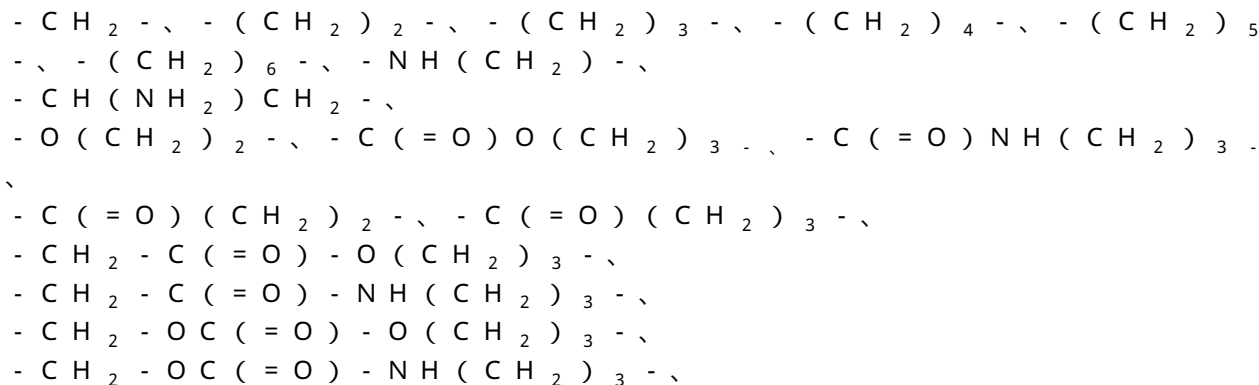 -ＣＨ₂-、-(ＣＨ₂)₂-、-(ＣＨ₂)₃-、-(ＣＨ₂)₄-、-(ＣＨ₂)₅
-、-(ＣＨ₂)₆-、-ＮＨ(ＣＨ₂)-、
-ＣＨ(ＮＨ₂)ＣＨ₂-、
-Ｏ(ＣＨ₂)₂-、-Ｃ(=Ｏ)Ｏ(ＣＨ₂)₃-、-Ｃ(=Ｏ)ＮＨ(ＣＨ₂)₃-
、
-Ｃ(=Ｏ)(ＣＨ₂)₂-、-Ｃ(=Ｏ)(ＣＨ₂)₃-、
-ＣＨ₂-Ｃ(=Ｏ)-Ｏ(ＣＨ₂)₃-、
-ＣＨ₂-Ｃ(=Ｏ)-ＮＨ(ＣＨ₂)₃-、
-ＣＨ₂-ＯＣ(=Ｏ)-Ｏ(ＣＨ₂)₃-、
-ＣＨ₂-ＯＣ(=Ｏ)-ＮＨ(ＣＨ₂)₃-、